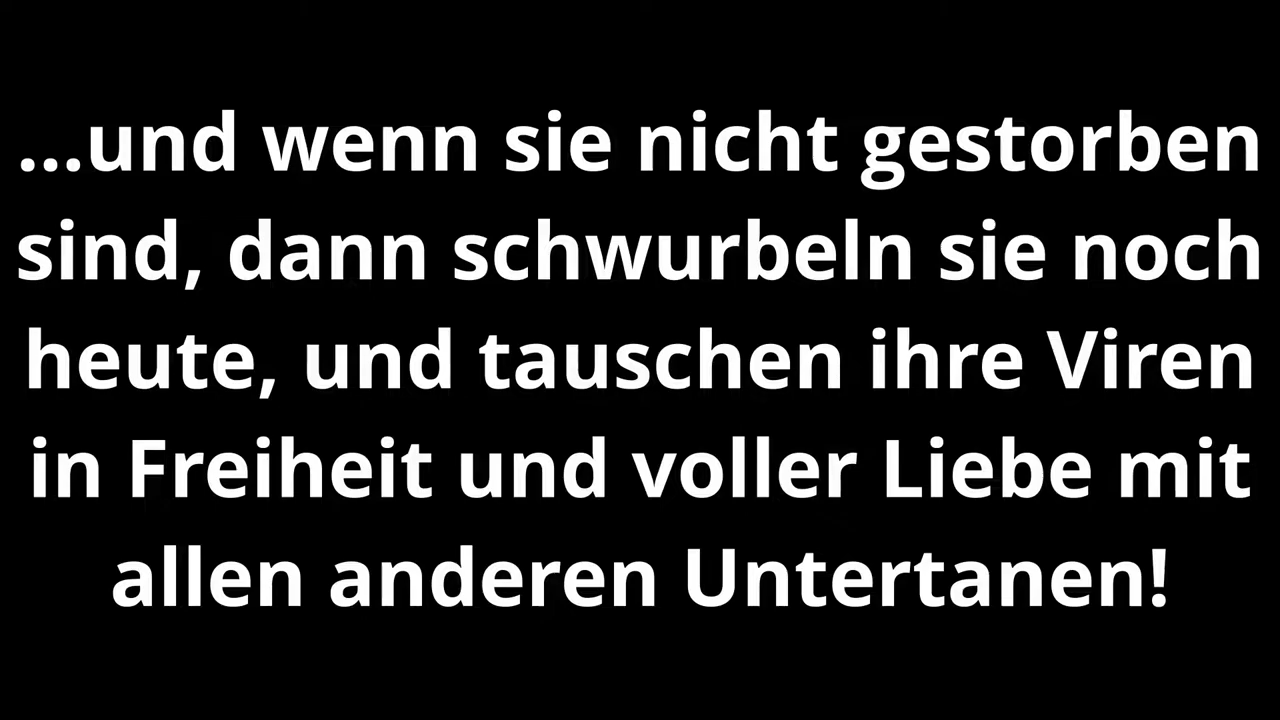 ...und wenn sie nicht gestorben
sind, dann schwurbeln sie noch
heute, und tauschen ihre Viren
in Freiheit und voller Liebe mit
allen anderen Untertanen!